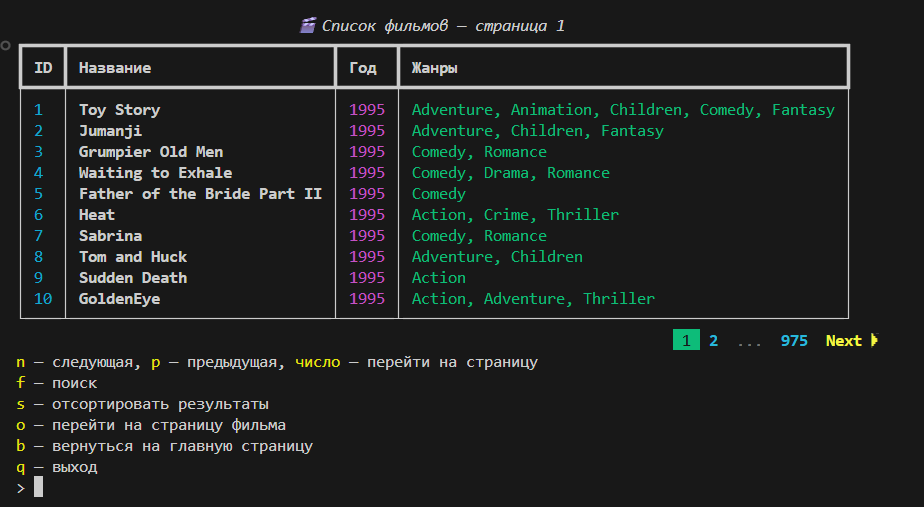 🎬 Список фильмов — страница 1
ID Название Год Жанры
1 Toy Story 1995 Adventure, Animation, Children, Comedy, Fantasy
2 Jumanji 1995 Adventure, Children, Fantasy
3 Grumpier Old Men 1995 Comedy, Romance
4 Waiting to Exhale 1995 Comedy, Drama, Romance
5 Father of the Bride Part II 1995 Comedy
6 Heat 1995 Action, Crime, Thriller
7 Sabrina 1995 Comedy, Romance
8 Tom and Huck 1995 Adventure, Children
9 Sudden Death 1995 Action
10 GoldenEye 1995 Action, Adventure, Thriller
1 2 ... 975 Next ▶
n — следующая, p — предыдущая, число — перейти на страницу
f — поиск
s — отсортировать результаты
o — перейти на страницу фильма
b — вернуться на главную страницу
q — выход
>